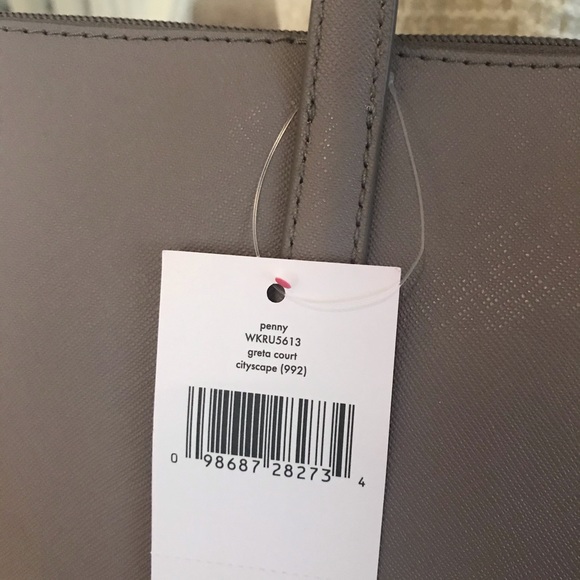 penny
WKRU5613
greta court
cityscape (992)
0 98687 28273 4